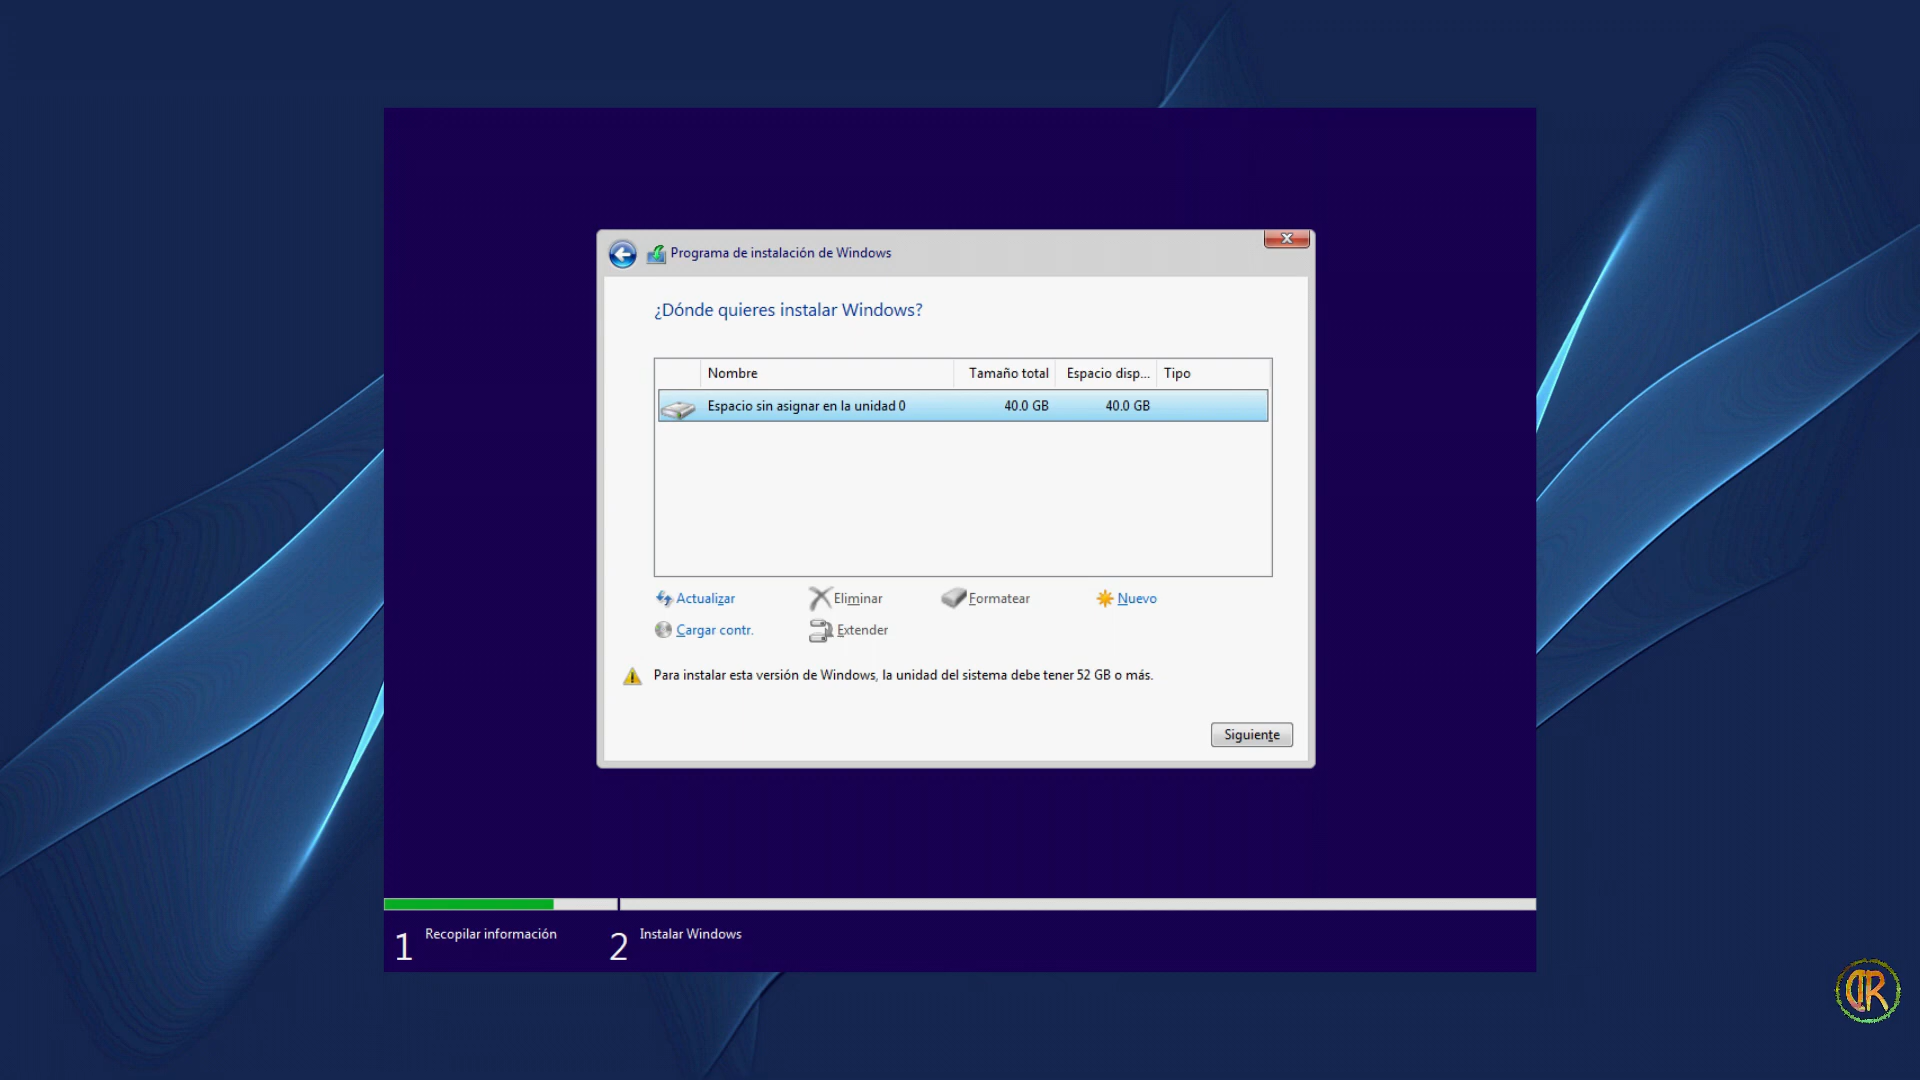 Programa de instalación de Windows
¿Dónde quieres instalar Windows?
Nombre Tamaño total Espacio disp... Tipo
Espacio sin asignar en la unidad 0 40.0 GB 40.0 GB
Actualizar Eliminar Formatear Nuevo
Cargar contr. Extender
Para instalar esta versión de Windows, la unidad del sistema debe tener 52 GB o más.
Siguiente
1 Recopilar información 2 Instalar Windows